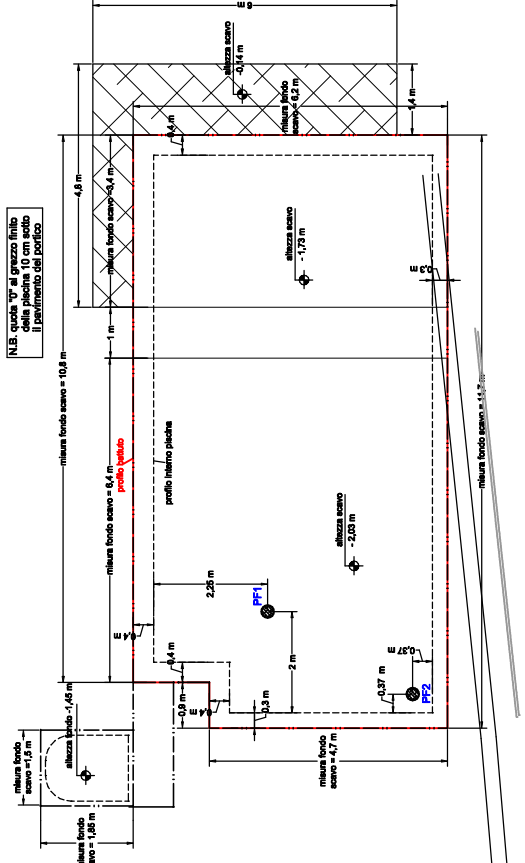 N.B. quota "0" al grezzo finito
della piscina 10 cm sotto
il pavimento del portico
6 m
altezza scavo
-0,14 m
4,8 m
misura fondo
scavo = 6,2 m
1,4 m
0,4 m
misura fondo scavo = 10,8 m
misura fondo scavo =3,4 m
1 m
altezza scavo
- 1,73 m
0,3 m
misura fondo scavo = 6,4 m
profilo battuto
profilo interno piscina
misura fondo scavo =
altezza scavo
- 2,03 m
2,25 m
PF1
0,4 m
0,4 m
2 m
0,37 m
0,37 m
PF2
0,9 m
0,4 m
0,3 m
misura fondo
scavo = 4,7 m
altezza fondo -1,45 m
misura fondo
scavo =1,5 m
misura fondo
scavo = 1,85 m